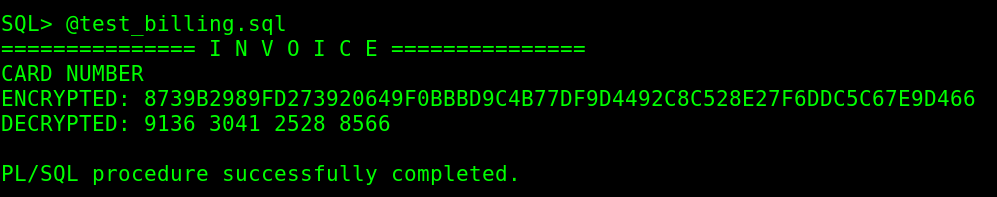 SQL> @test_billing.sql
=============== I N V O I C E ===============
CARD NUMBER
ENCRYPTED: 8739B2989FD273920649F0BBBD9C4B77DF9D4492C8C528E27F6DDC5C67E9D466
DECRYPTED: 9136 3041 2528 8566
PL/SQL procedure successfully completed.